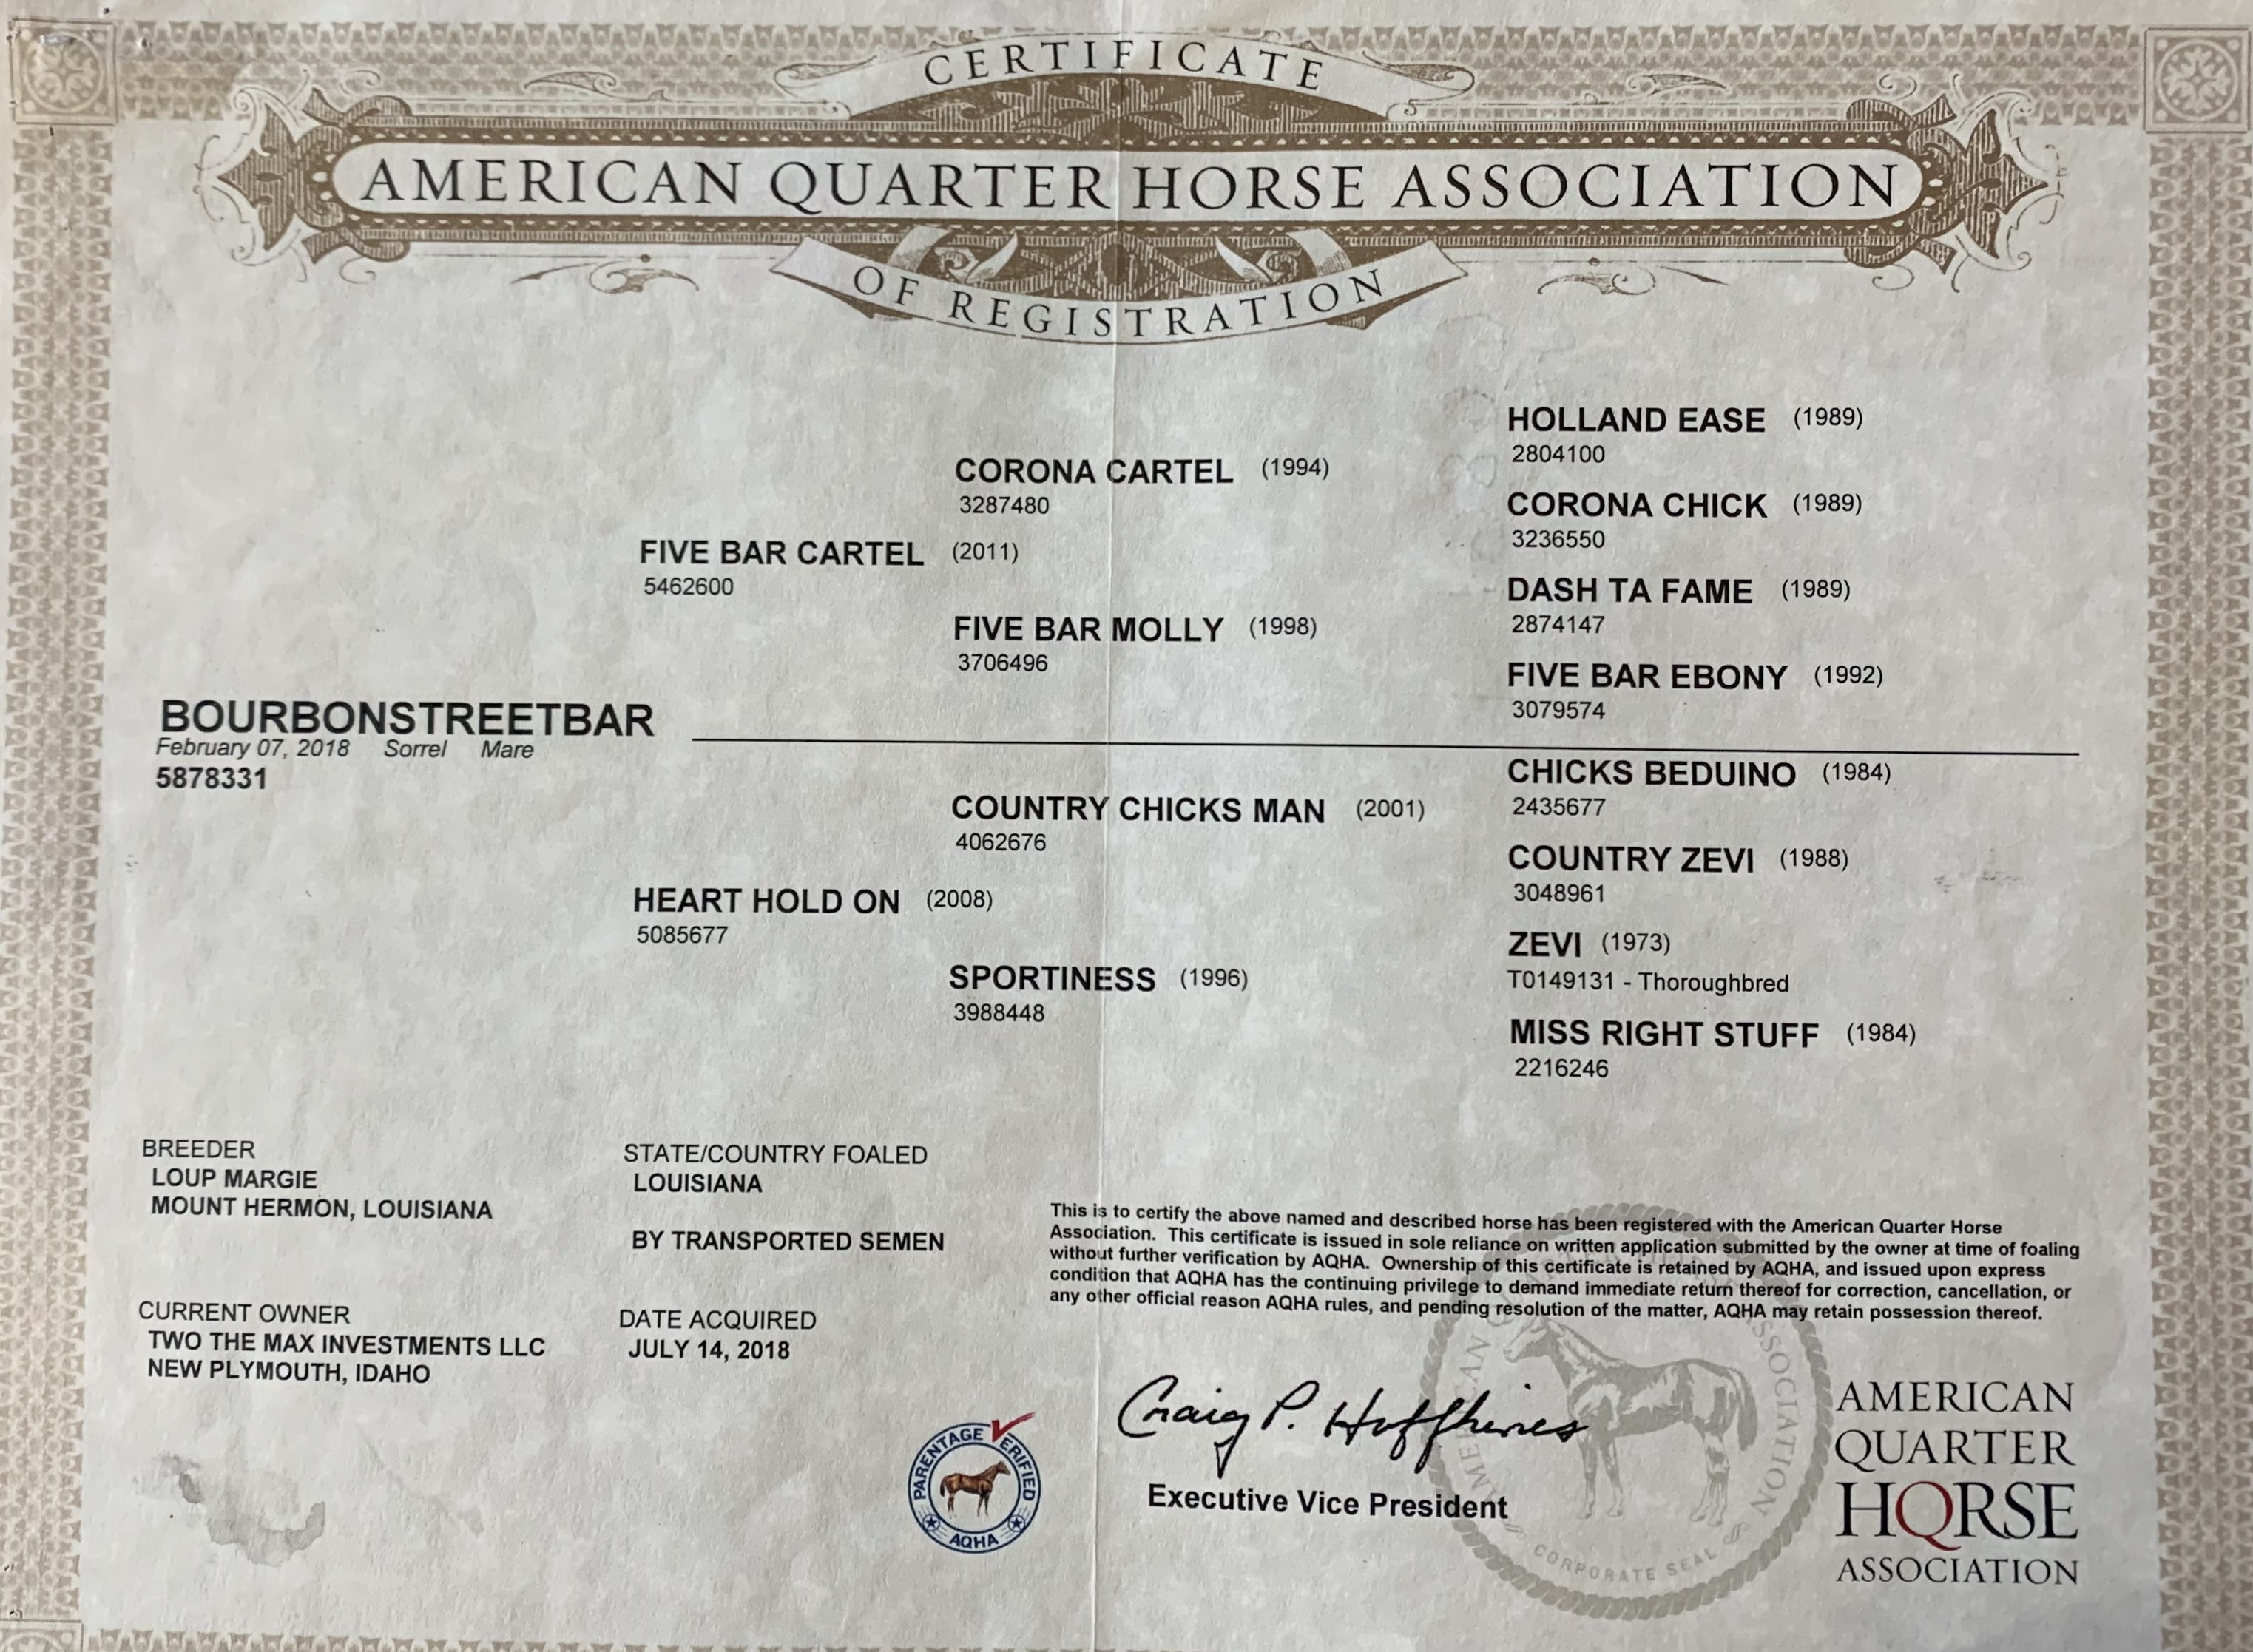 CERTIFICATE
AMERICAN QUARTER HORSE ASSOCIATION
OF REGISTRATION
HOLLAND EASE (1989)
2804100
CORONA CARTEL (1994)
3287480
CORONA CHICK (1989)
3236550
FIVE BAR CARTEL (2011)
5462600
DASH TA FAME (1989)
2874147
FIVE BAR MOLLY (1998)
3706496
FIVE BAR EBONY (1992)
3079574
BOURBONSTREETBAR
February 07, 2018 Sorrel Mare
5878331
CHICKS BEDUINO (1984)
2435677
COUNTRY CHICKS MAN (2001)
4062676
COUNTRY ZEVI (1988)
3048961
HEART HOLD ON (2008)
5085677
ZEVI (1973)
T0149131 - Thoroughbred
SPORTINESS (1996)
3988448
MISS RIGHT STUFF (1984)
2216246
BREEDER
LOUP MARGIE
MOUNT HERMON, LOUISIANA
STATE/COUNTRY FOALED
LOUISIANA
BY TRANSPORTED SEMEN
CURRENT OWNER
TWO THE MAX INVESTMENTS LLC
NEW PLYMOUTH, IDAHO
DATE ACQUIRED
JULY 14, 2018
This is to certify the above named and described horse has been registered with the American Quarter Horse
Association. This certificate is issued in sole reliance on written application submitted by the owner at time of foaling
without further verification by AQHA. Ownership of this certificate is retained by AQHA, and issued upon express
condition that AQHA has the continuing privilege to demand immediate return thereof for correction, cancellation, or
any other official reason AQHA rules, and pending resolution of the matter, AQHA may retain possession thereof.
PARENTAGE VERIFIED
AQHA
Craig P. Huffhines
Executive Vice President
ASSOCIATION
CORPORATE SEAL
AMERICAN
QUARTER
HORSE
ASSOCIATION